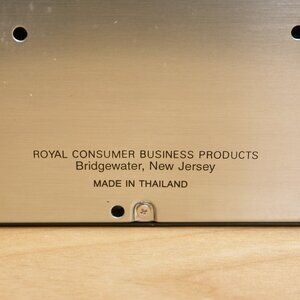 ROYAL CONSUMER BUSINESS PRODUCTS
Bridgewater, New Jersey
MADE IN THAILAND